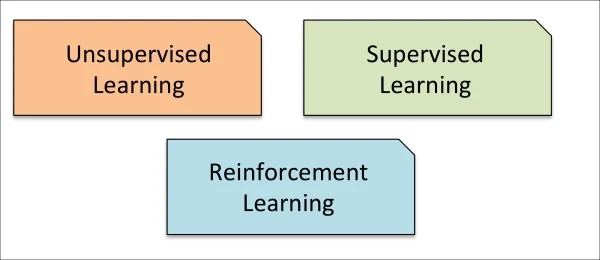 Unsupervised
Learning
Supervised
Learning
Reinforcement
Learning